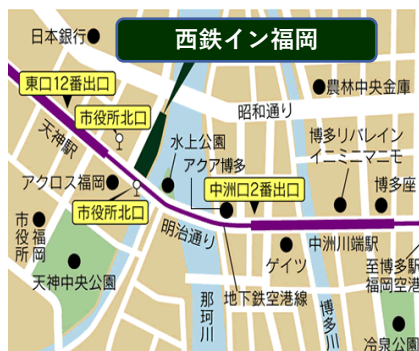 西鉄イン福岡
日本銀行
東口12番出口
市役所北口
天神駅
昭和通り
農林中央金庫
水上公園
アクア博多
博多リバレイン
イニミニマニモ
アクロス福岡
中洲口2番出口
博多座
市役所北口
福岡
市役所
明治通り
中洲川端駅
ゲイツ
天神中央公園
至博多駅
福岡空港
那珂川
地下鉄空港線
博多川
冷泉公園